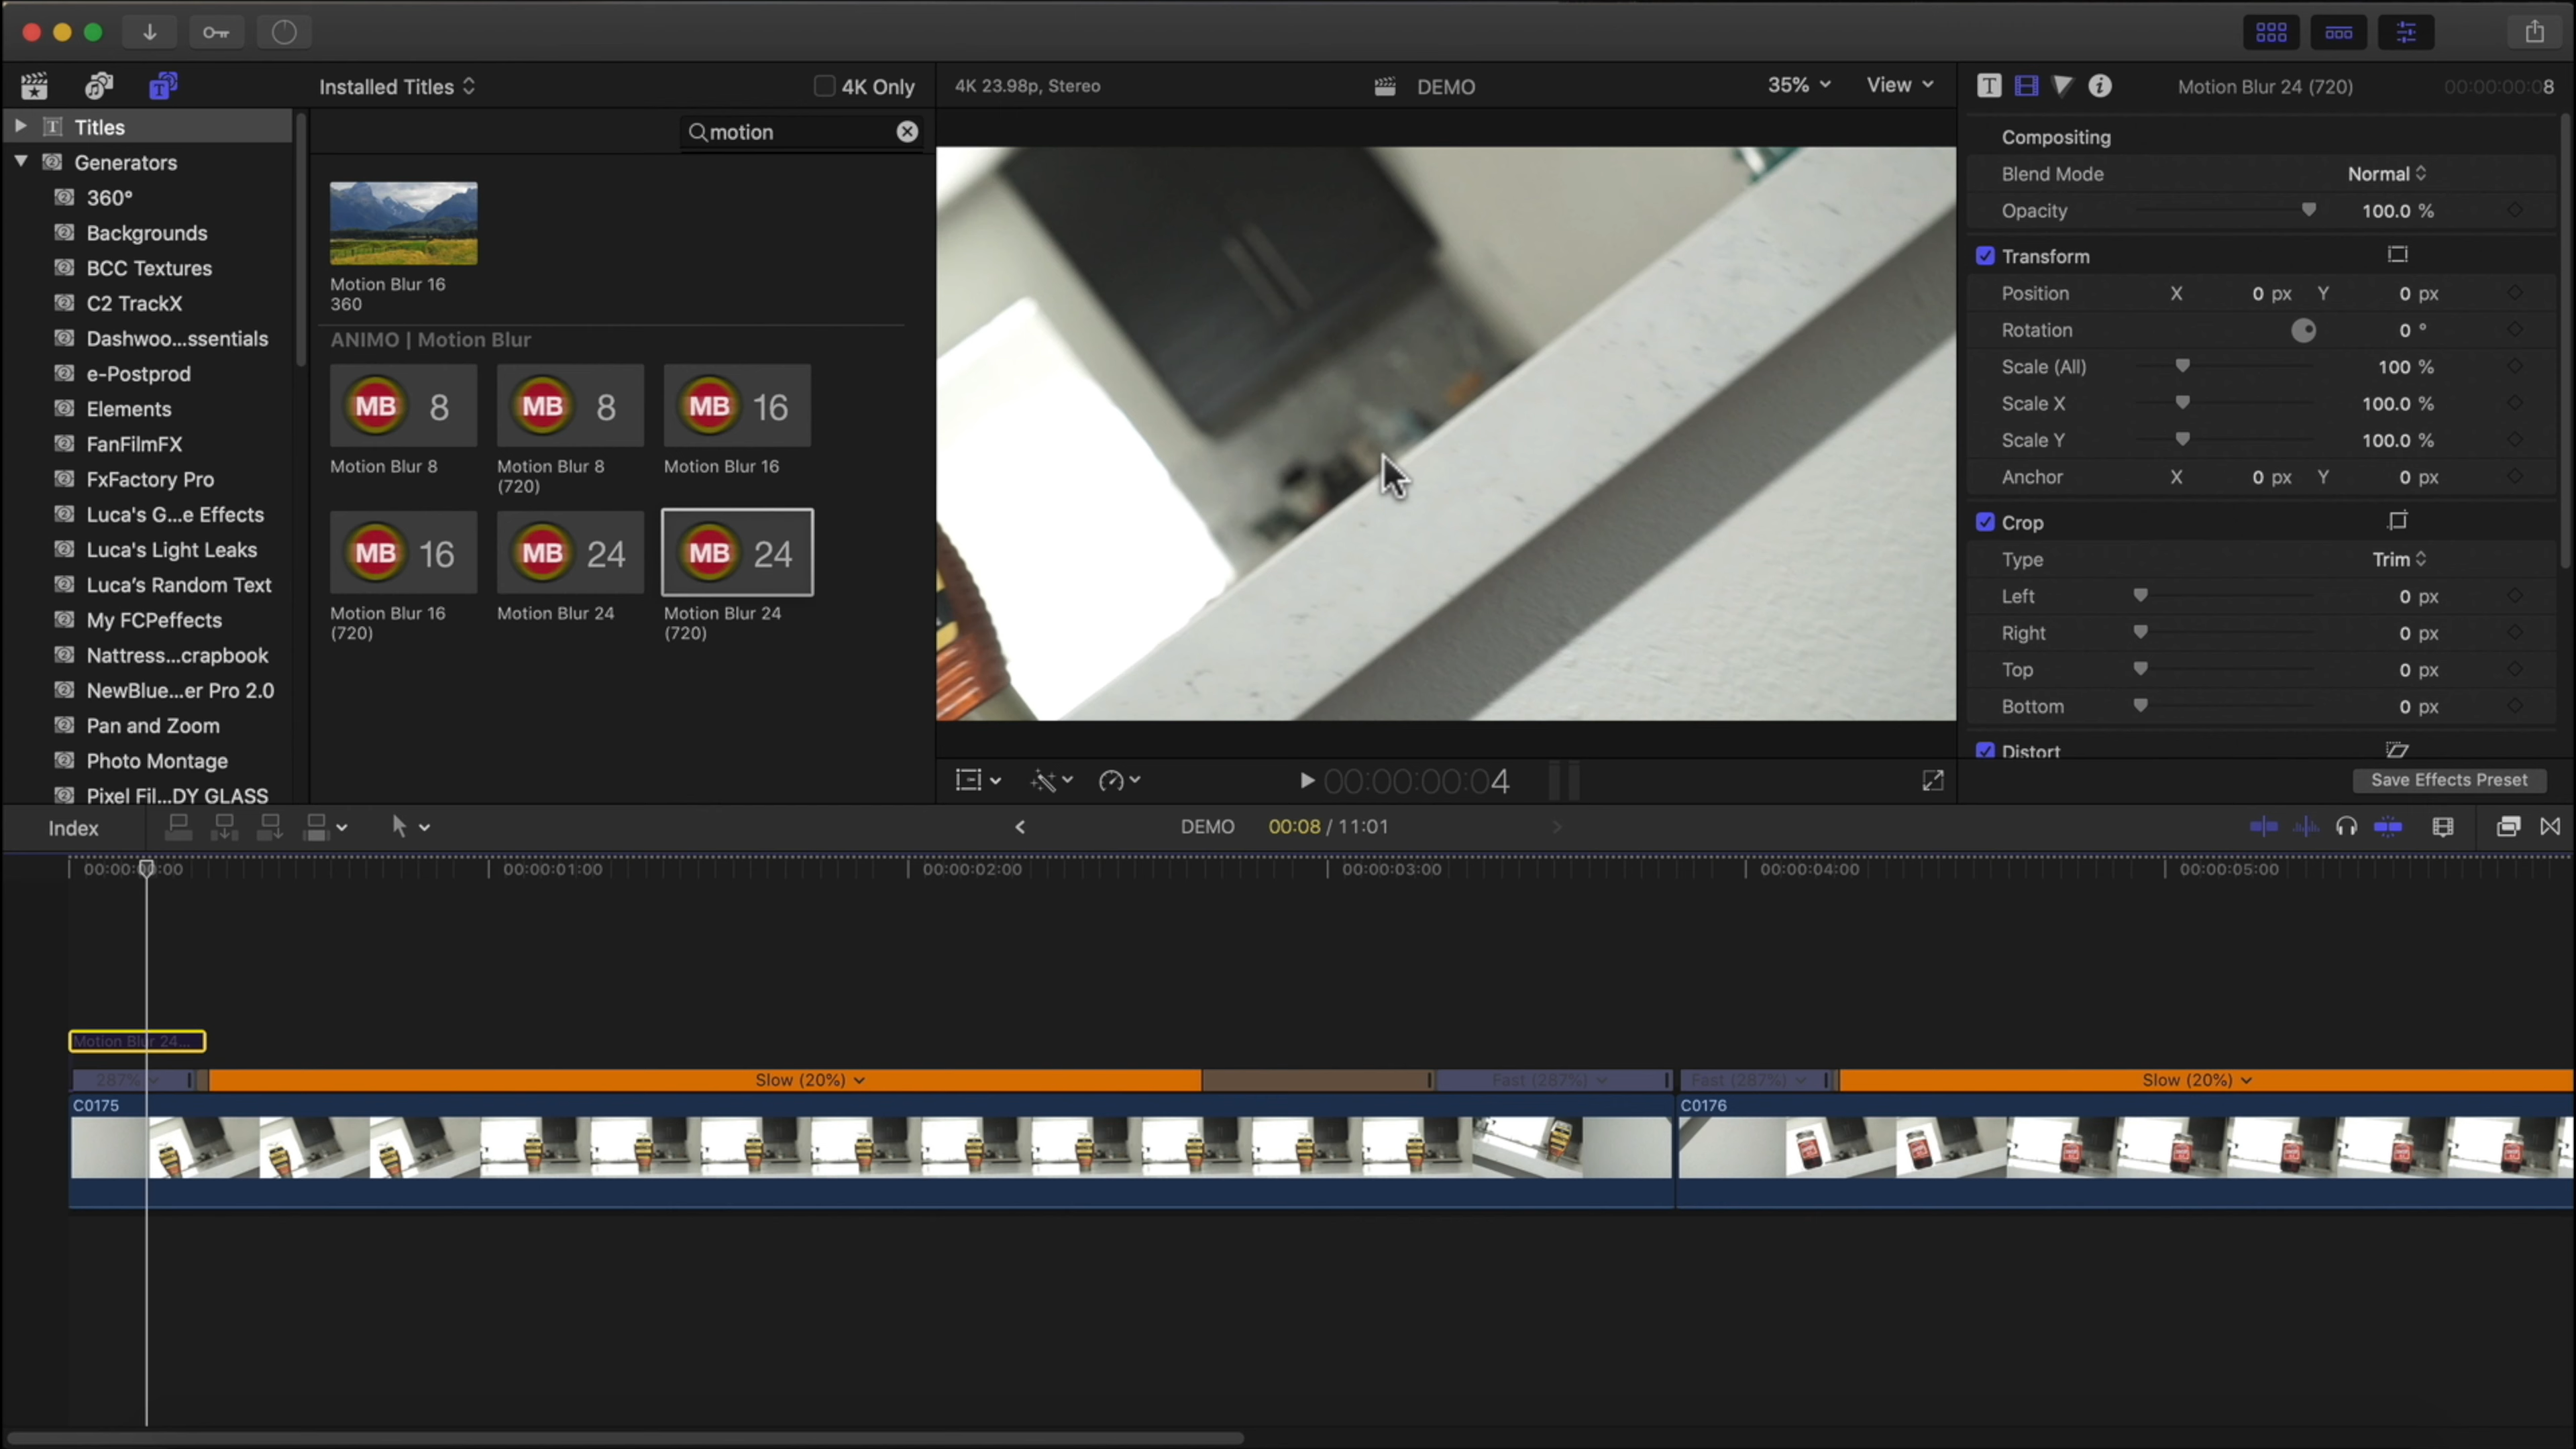 Installed Titles
4K Only
4K 23.98p, Stereo
DEMO
35%
View
T
Motion Blur 24 (720)
00:00:00:08
Titles
motion
Generators
360°
Backgrounds
BCC Textures
C2 TrackX
Dashwoo...ssentials
e-Postprod
Elements
FanFilmFX
FxFactory Pro
Luca's G...e Effects
Luca's Light Leaks
Luca's Random Text
My FCPeffects
Nattress...crapbook
NewBlue...er Pro 2.0
Pan and Zoom
Photo Montage
Pixel Fil...DY GLASS
Motion Blur 16
360
ANIMO | Motion Blur
MB 8
MB 8
MB 16
Motion Blur 8
Motion Blur 8
(720)
Motion Blur 16
MB 16
MB 24
MB 24
Motion Blur 16
(720)
Motion Blur 24
Motion Blur 24
(720)
00:00:00:04
Compositing
Blend Mode Normal
Opacity 100.0 %
Transform
Position X 0 px Y 0 px
Rotation 0 °
Scale (All) 100 %
Scale X 100.0 %
Scale Y 100.0 %
Anchor X 0 px Y 0 px
Crop
Type Trim
Left 0 px
Right 0 px
Top 0 px
Bottom 0 px
Distort
Save Effects Preset
Index
DEMO 00:08 / 11:01
00:00:00:00
00:00:01:00
00:00:02:00
00:00:03:00
00:00:04:00
00:00:05:00
Motion Blur 24...
287%
Slow (20%)
Fast (287%)
Fast (287%)
Slow (20%)
C0175
C0176